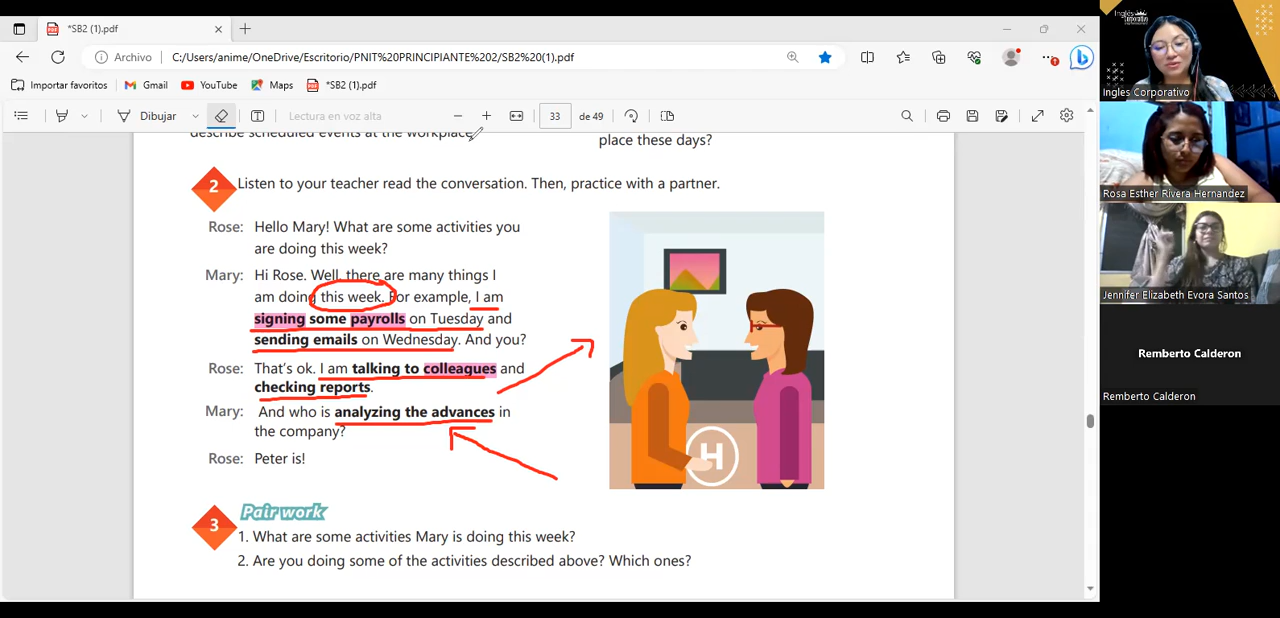 *SB2 (1).pdf
Archivo C:/Users/anime/OneDrive/Escritorio/PNIT%20PRINCIPIANTE%202/SB2%20(1).pdf
Importar favoritos Gmail YouTube Maps *SB2 (1).pdf
Dibujar Lectura en voz alta 33 de 49
describe scheduled events at the workplace,
place these days?
2 Listen to your teacher read the conversation. Then, practice with a partner.
Rose: Hello Mary! What are some activities you
are doing this week?
Mary: Hi Rose. Well, there are many things I
am doing this week. For example, I am
signing some payrolls on Tuesday and
sending emails on Wednesday. And you?
Rose: That's ok. I am talking to colleagues and
checking reports.
Mary: And who is analyzing the advances in
the company?
Rose: Peter is!
H
3 Pair work
1. What are some activities Mary is doing this week?
2. Are you doing some of the activities described above? Which ones?
Inglés
Corporativo
Ingles Corporativo
Rosa Esther Rivera Hernandez
Jennifer Elizabeth Evora Santos
Remberto Calderon
Remberto Calderon